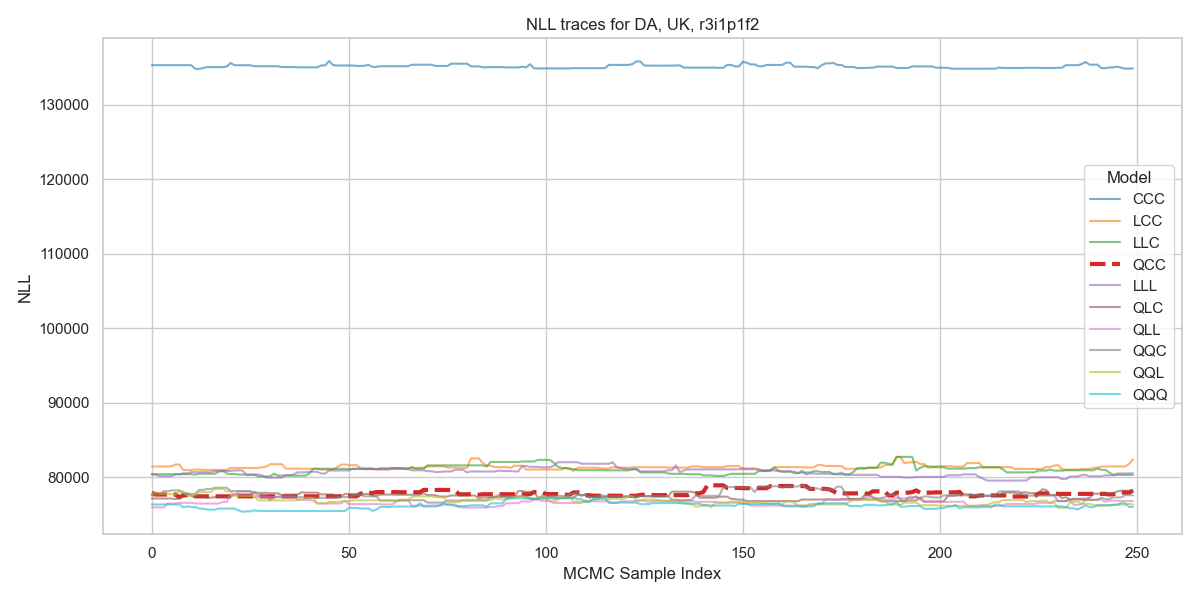 NLL traces for DA, UK, r3i1p1f2
NLL
130000
120000
110000
100000
90000
80000
0
50
100
150
200
250
MCMC Sample Index
Model
CCC
LCC
LLC
QCC
LLL
QLC
QLL
QQC
QQL
QQQ